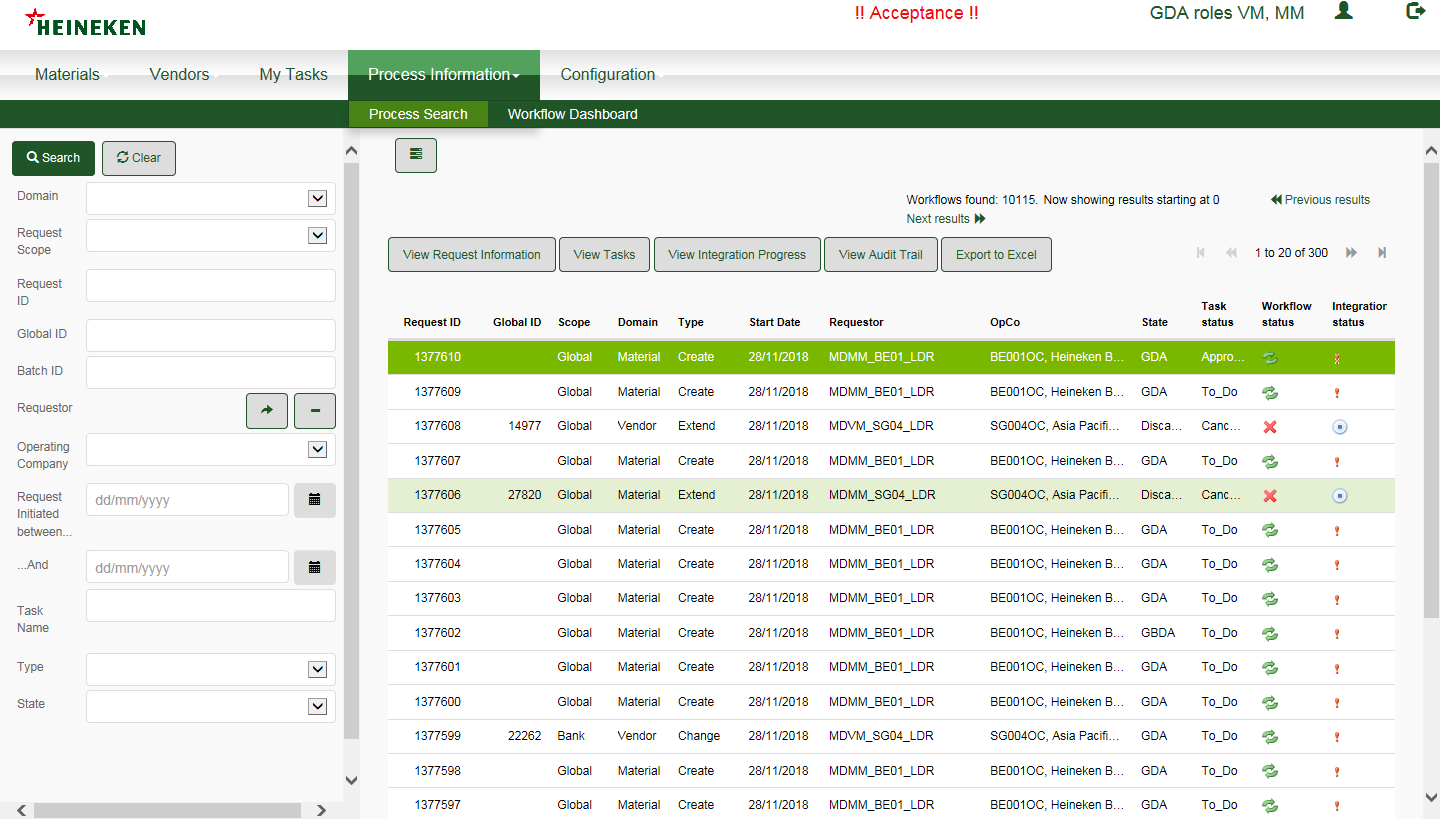 HEINEKEN
!! Acceptance !!
GDA roles VM, MM
Materials
Vendors
My Tasks
Process Information
Configuration
Process Search
Workflow Dashboard
Search
Clear
Domain
Request
Scope
Request
ID
Global ID
Batch ID
Requestor
Operating
Company
Request
Initiated
between...
dd/mm/yyyy
...And
dd/mm/yyyy
Task
Name
Type
State
Workflows found: 10115. Now showing results starting at 0
Previous results
Next results
View Request Information
View Tasks
View Integration Progress
View Audit Trail
Export to Excel
1 to 20 of 300
Request ID Global ID Scope Domain Type Start Date Requestor OpCo State Task status Workflow status Integration status
1377610 Global Material Create 28/11/2018 MDMM_BE01_LDR BE001OC, Heineken B... GDA Appro...
1377609 Global Material Create 28/11/2018 MDMM_BE01_LDR BE001OC, Heineken B... GDA To_Do
1377608 14977 Global Vendor Extend 28/11/2018 MDVM_SG04_LDR SG004OC, Asia Pacifi... Disca... Canc...
1377607 Global Material Create 28/11/2018 MDMM_BE01_LDR BE001OC, Heineken B... GDA To_Do
1377606 27820 Global Material Extend 28/11/2018 MDMM_SG04_LDR SG004OC, Asia Pacifi... Disca... Canc...
1377605 Global Material Create 28/11/2018 MDMM_BE01_LDR BE001OC, Heineken B... GDA To_Do
1377604 Global Material Create 28/11/2018 MDMM_BE01_LDR BE001OC, Heineken B... GDA To_Do
1377603 Global Material Create 28/11/2018 MDMM_BE01_LDR BE001OC, Heineken B... GDA To_Do
1377602 Global Material Create 28/11/2018 MDMM_BE01_LDR BE001OC, Heineken B... GBDA To_Do
1377601 Global Material Create 28/11/2018 MDMM_BE01_LDR BE001OC, Heineken B... GDA To_Do
1377600 Global Material Create 28/11/2018 MDMM_BE01_LDR BE001OC, Heineken B... GDA To_Do
1377599 22262 Bank Vendor Change 28/11/2018 MDVM_SG04_LDR SG004OC, Asia Pacifi... GDA To_Do
1377598 Global Material Create 28/11/2018 MDMM_BE01_LDR BE001OC, Heineken B... GDA To_Do
1377597 Global Material Create 28/11/2018 MDMM_BE01_LDR BE001OC, Heineken B... GDA To_Do